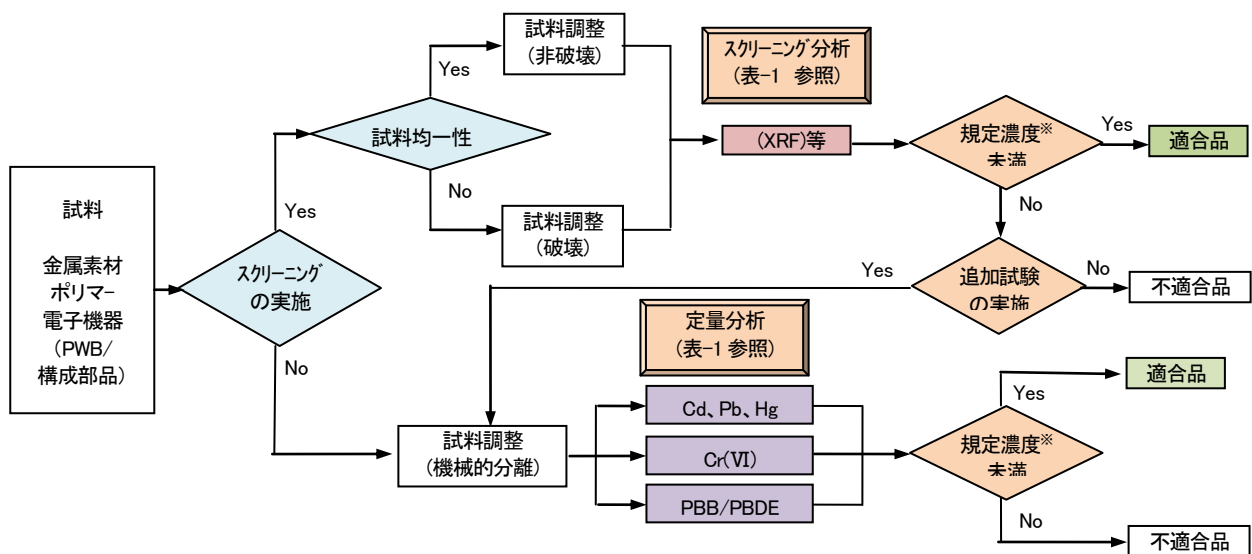 試料調整
(非破壊)
スクリーニング分析
(表-1 参照)
Yes
試料均一性
(XRF)等
規定濃度※
未満
Yes
適合品
No
試料調整
(破壊)
No
試料
金属素材
ポリマー
電子機器
(PWB/
構成部品)
Yes
スクリーニング
の実施
No
Yes
追加試験
の実施
No
不適合品
定量分析
(表-1 参照)
試料調整
(機械的分離)
Cd、Pb、Hg
Cr(Ⅵ)
PBB/PBDE
規定濃度※
未満
Yes
適合品
No
不適合品